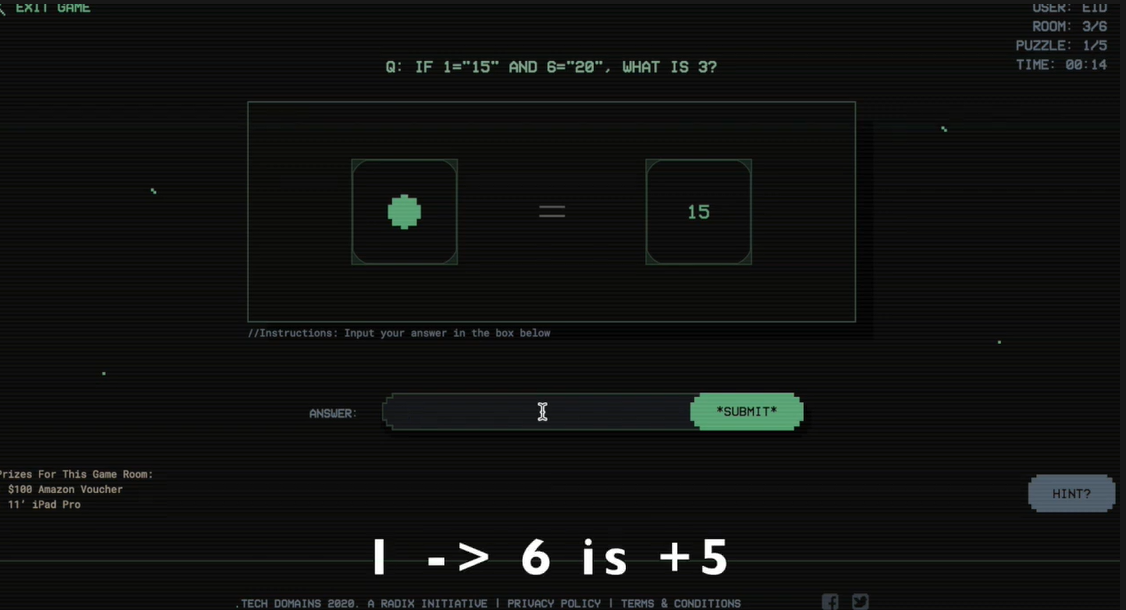 EXIT GAME
USER: EID
ROOM: 3/6
PUZZLE: 1/5
TIME: 00:14
Q: IF 1="15" AND 6="20", WHAT IS 3?
15
//Instructions: Input your answer in the box below
ANSWER:
*SUBMIT*
Prizes For This Game Room:
$100 Amazon Voucher
11' iPad Pro
HINT?
1 -> 6 is +5
.TECH DOMAINS 2020. A RADIX INITIATIVE | PRIVACY POLICY | TERMS & CONDITIONS